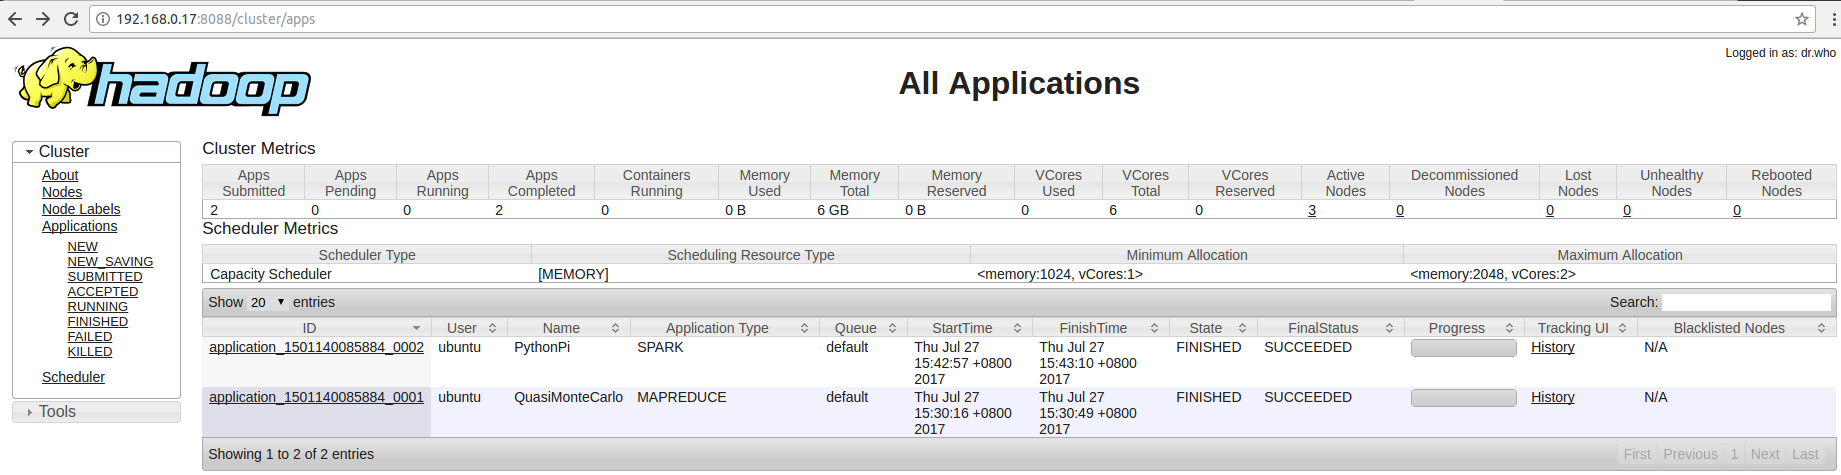 192.168.0.17:8088/cluster/apps
Logged in as: dr.who
hadoop
All Applications
Cluster
About
Nodes
Node Labels
Applications
NEW
NEW_SAVING
SUBMITTED
ACCEPTED
RUNNING
FINISHED
FAILED
KILLED
Scheduler
Tools
Cluster Metrics
Apps Submitted Apps Pending Apps Running Apps Completed Containers Running Memory Used Memory Total Memory Reserved VCores Used VCores Total VCores Reserved Active Nodes Decommissioned Nodes Lost Nodes Unhealthy Nodes Rebooted Nodes
2 0 0 2 0 0 B 6 GB 0 B 0 6 0 3 0 0 0 0
Scheduler Metrics
Scheduler Type Scheduling Resource Type Minimum Allocation Maximum Allocation
Capacity Scheduler [MEMORY] <memory:1024, vCores:1> <memory:2048, vCores:2>
Show 20 entries Search:
ID User Name Application Type Queue StartTime FinishTime State FinalStatus Progress Tracking UI Blacklisted Nodes
application_1501140085884_0002 ubuntu PythonPi SPARK default Thu Jul 27 15:42:57 +0800 2017 Thu Jul 27 15:43:10 +0800 2017 FINISHED SUCCEEDED History N/A
application_1501140085884_0001 ubuntu QuasiMonteCarlo MAPREDUCE default Thu Jul 27 15:30:16 +0800 2017 Thu Jul 27 15:30:49 +0800 2017 FINISHED SUCCEEDED History N/A
Showing 1 to 2 of 2 entries First Previous 1 Next Last